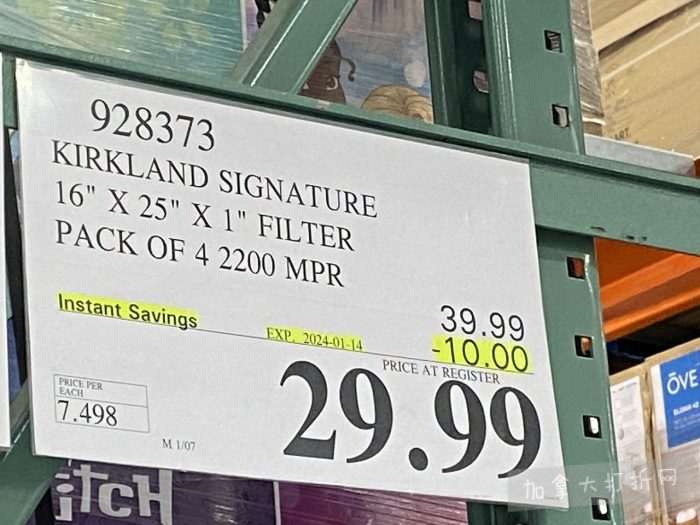 928373
KIRKLAND SIGNATURE
16" X 25" X 1" FILTER
PACK OF 4 2200 MPR
39.99
Instant Savings
EXP. 2024-01-14
-10.00
PRICE AT REGISTER
29.99
PRICE PER
EACH
7.498
M 1/07
ART.
ŌVE
itcH
加拿大打折网